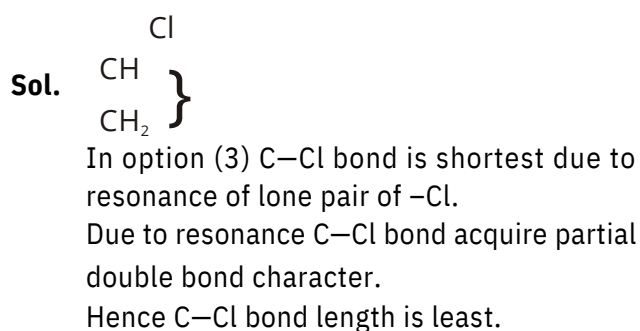 Cl
CH
Sol.
CH₂ }
In option (3) C—Cl bond is shortest due to
resonance of lone pair of –Cl.
Due to resonance C—Cl bond acquire partial
double bond character.
Hence C—Cl bond length is least.